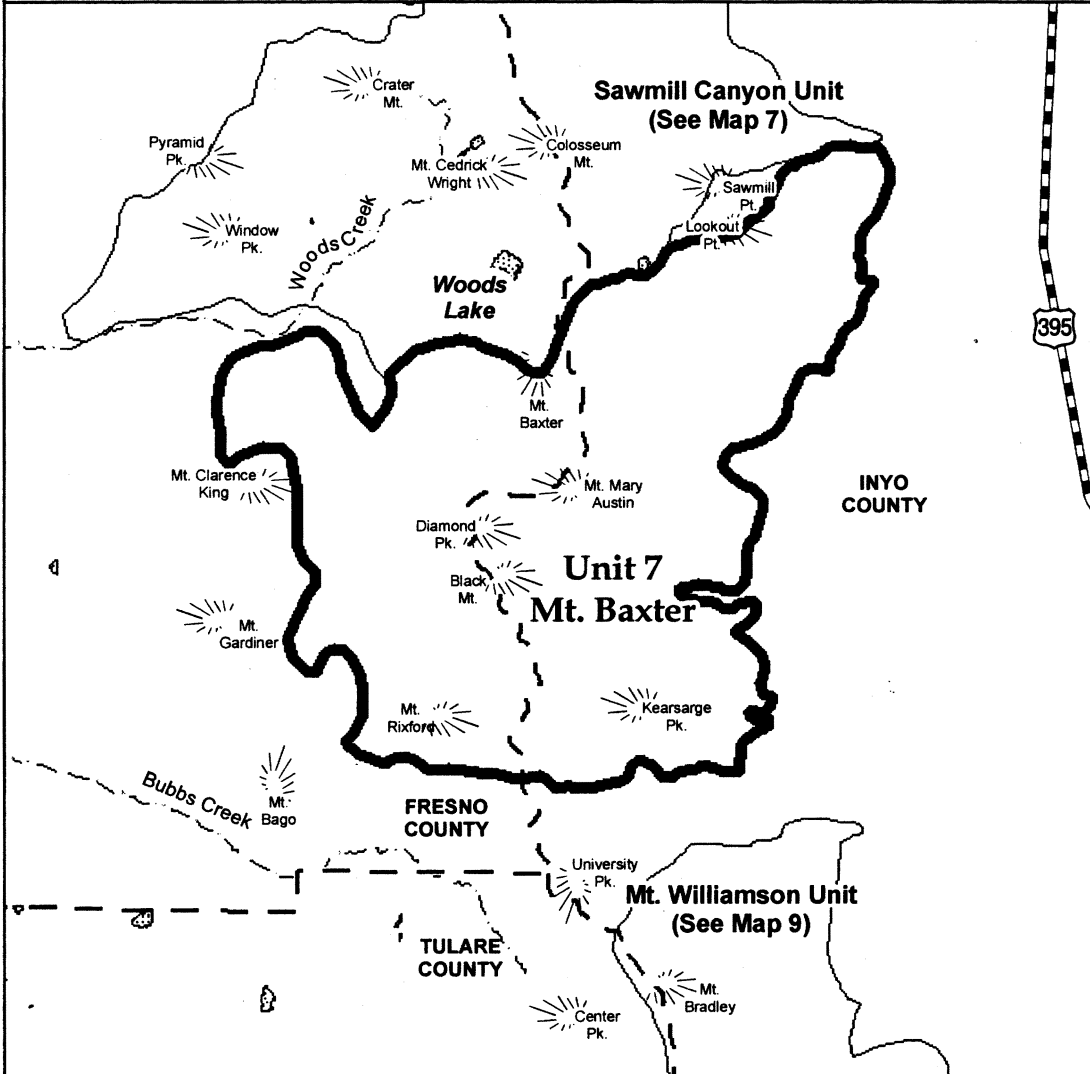 Crater
Mt.
Sawmill Canyon Unit
(See Map 7)
Pyramid
Pk.
Colosseum
Mt.
Mt. Cedrick
Wright
Sawmill
Pt.
Window
Pk.
Woods Creek
Lookout
Pt.
Woods
Lake
395
Mt.
Baxter
Mt. Clarence
King
Mt. Mary
Austin
INYO
COUNTY
Diamond
Pk.
Black
Mt.
Unit 7
Mt. Baxter
Mt.
Gardiner
Mt.
Rixford
Kearsarge
Pk.
Bubbs Creek
Mt.
Bago
FRESNO
COUNTY
University
Pk.
Mt. Williamson Unit
(See Map 9)
TULARE
COUNTY
Mt.
Bradley
Center
Pk.